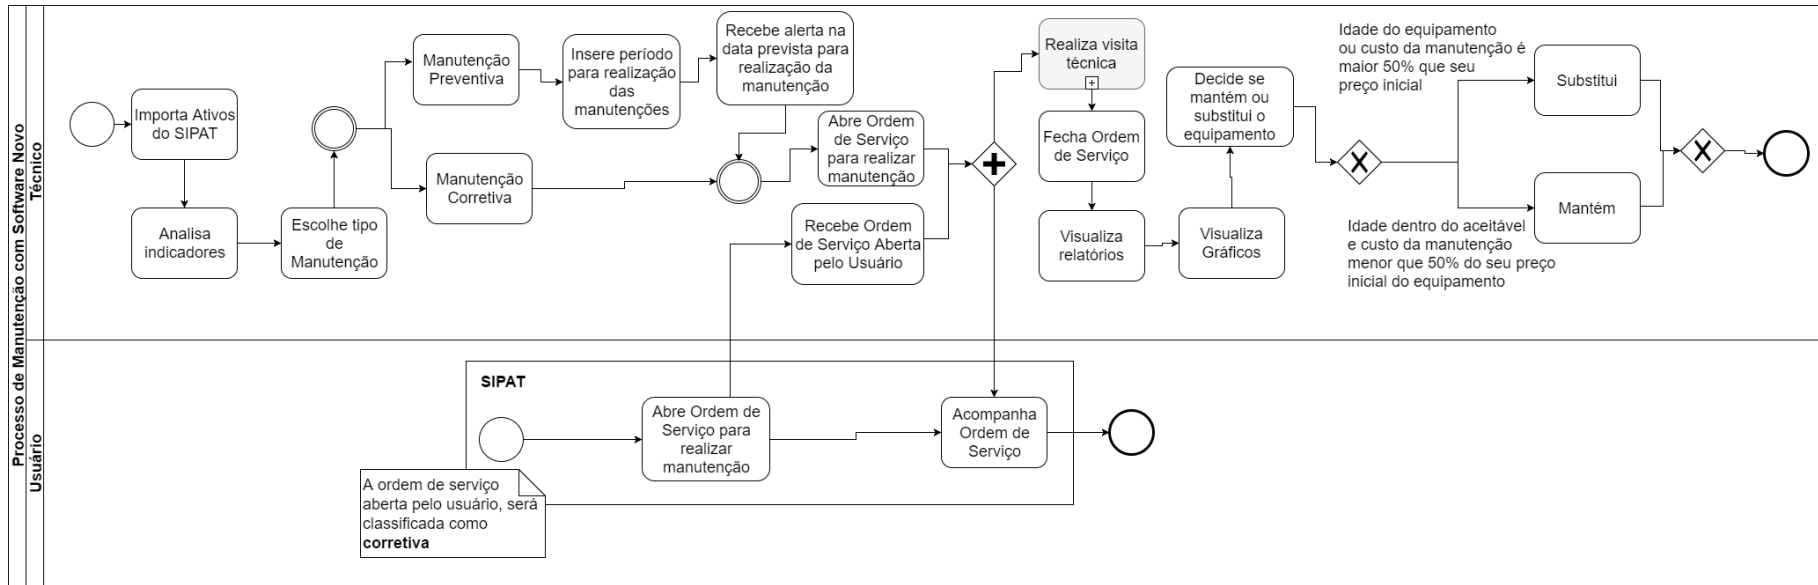 Processo de Manutenção com Software Novo
Técnico
Importa Ativos
do SIPAT
Analisa
indicadores
Escolhe tipo
de
Manutenção
Manutenção
Preventiva
Insere período
para realização
das
manutenções
Recebe alerta na
data prevista para
realização da
manutenção
Manutenção
Corretiva
Abre Ordem
de Serviço
para realizar
manutenção
Recebe Ordem
de Serviço Aberta
pelo Usuário
Realiza visita
técnica
Fecha Ordem
de Serviço
Visualiza
relatórios
Visualiza
Gráficos
Decide se
mantém ou
substitui o
equipamento
Idade do equipamento
ou custo da manutenção é
maior 50% que seu
preço inicial
Substitui
Idade dentro do aceitável
e custo da manutenção
menor que 50% do seu preço
inicial do equipamento
Mantém
Usuário
SIPAT
Abre Ordem de
Serviço para
realizar
manutenção
Acompanha
Ordem de
Serviço
A ordem de serviço
aberta pelo usuário, será
classificada como
corretiva